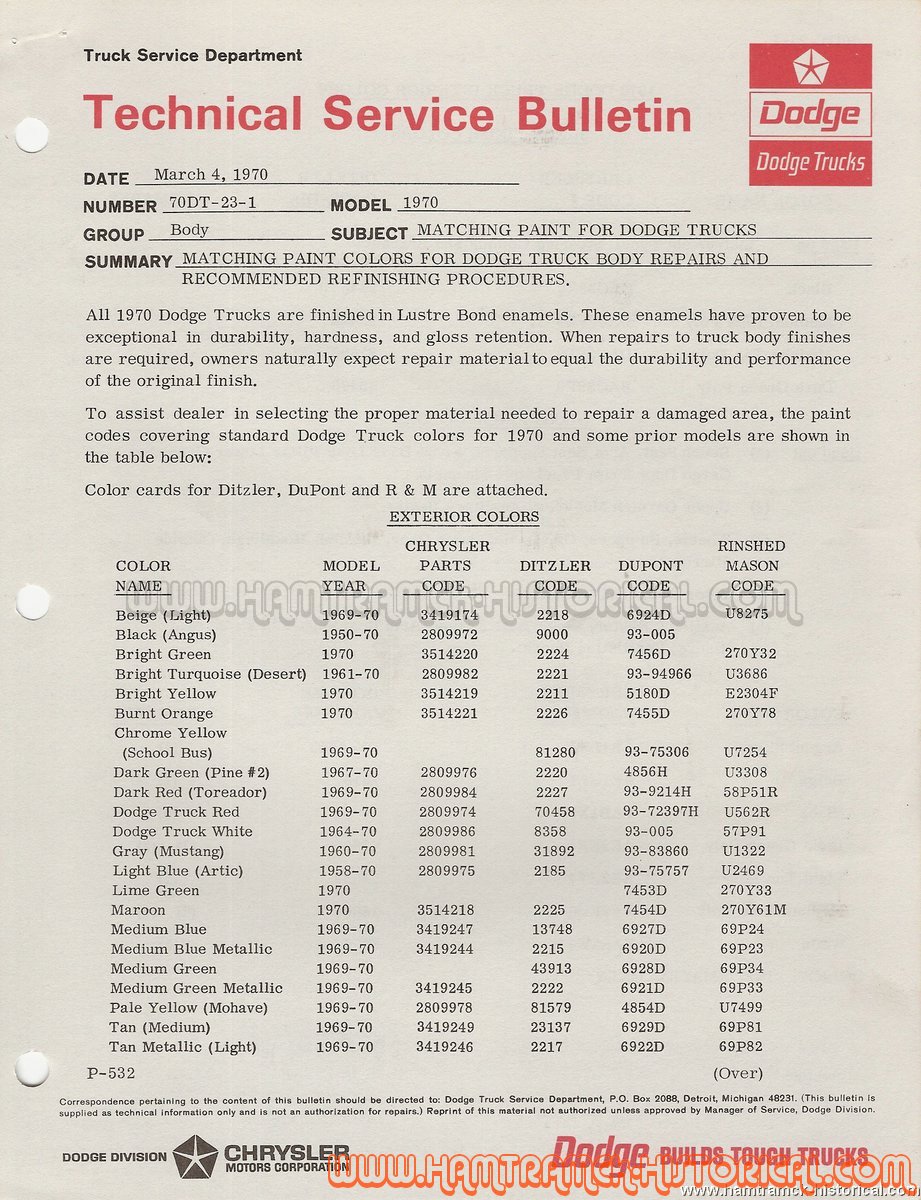 Truck Service Department
Technical Service Bulletin
Dodge
Dodge Trucks
DATE March 4, 1970
NUMBER 70DT-23-1 MODEL 1970
GROUP Body SUBJECT MATCHING PAINT FOR DODGE TRUCKS
SUMMARY MATCHING PAINT COLORS FOR DODGE TRUCK BODY REPAIRS AND
RECOMMENDED REFINISHING PROCEDURES.
All 1970 Dodge Trucks are finished in Lustre Bond enamels. These enamels have proven to be
exceptional in durability, hardness, and gloss retention. When repairs to truck body finishes
are required, owners naturally expect repair material to equal the durability and performance
of the original finish.
To assist dealer in selecting the proper material needed to repair a damaged area, the paint
codes covering standard Dodge Truck colors for 1970 and some prior models are shown in
the table below:
Color cards for Ditzler, DuPont and R & M are attached.
EXTERIOR COLORS
CHRYSLER RINSHED
COLOR MODEL PARTS DITZLER DUPONT MASON
NAME YEAR CODE CODE CODE CODE
www.HAMTRAMCK-HISTORICAL.COM
Beige (Light) 1969-70 3419174 2218 6924D U8275
Black (Angus) 1950-70 2809972 9000 93-005
Bright Green 1970 3514220 2224 7456D 270Y32
Bright Turquoise (Desert) 1961-70 2809982 2221 93-94966 U3686
Bright Yellow 1970 3514219 2211 5180D E2304F
Burnt Orange 1970 3514221 2226 7455D 270Y78
Chrome Yellow
(School Bus) 1969-70 81280 93-75306 U7254
Dark Green (Pine #2) 1967-70 2809976 2220 4856H U3308
Dark Red (Toreador) 1969-70 2809984 2227 93-9214H 58P51R
Dodge Truck Red 1969-70 2809974 70458 93-72397H U562R
Dodge Truck White 1964-70 2809986 8358 93-005 57P91
Gray (Mustang) 1960-70 2809981 31892 93-83860 U1322
Light Blue (Artic) 1958-70 2809975 2185 93-75757 U2469
Lime Green 1970 7453D 270Y33
Maroon 1970 3514218 2225 7454D 270Y61M
Medium Blue 1969-70 3419247 13748 6927D 69P24
Medium Blue Metallic 1969-70 3419244 2215 6920D 69P23
Medium Green 1969-70 43913 6928D 69P34
Medium Green Metallic 1969-70 3419245 2222 6921D 69P33
Pale Yellow (Mohave) 1969-70 2809978 81579 4854D U7499
Tan (Medium) 1969-70 3419249 23137 6929D 69P81
Tan Metallic (Light) 1969-70 3419246 2217 6922D 69P82
P-532 (Over)
Correspondence pertaining to the content of this bulletin should be directed to: Dodge Truck Service Department, P.O. Box 2088, Detroit, Michigan 48231. (This bulletin is
supplied as technical information only and is not an authorization for repairs.) Reprint of this material not authorized unless approved by Manager of Service, Dodge Division.
DODGE DIVISION CHRYSLER
MOTORS CORPORATION
Dodge BUILDS TOUGH TRUCKS
www.HAMTRAMCKHISTORICAL.COM
www.hamtramck-historical.com